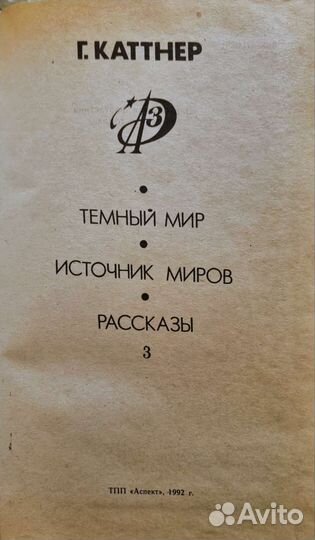 Г. КАТТНЕР
З
ТЕМНЫЙ МИР
ИСТОЧНИК МИРОВ
РАССКАЗЫ
3
ТПП «Аспект», 1992 г.
Avito